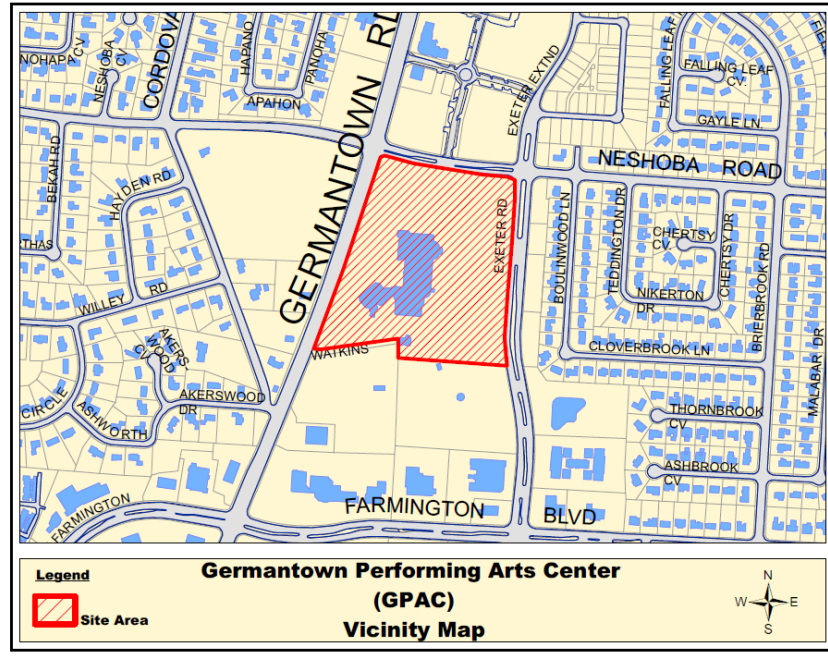 NOHAPA CV
NESHOBA CV
CORDOVA
HAPANO
PANOHA
APAHON
GERMANTOWN RD
EXETER EXTND
FALLING LEAF
FALLING LEAF CV.
GAYLE LN.
NESHOBA ROAD
BEKAH RD
HAYDEN RD
THAS
WILLEY RD
AKERS-
WOOD
CV
AKERSWOOD
DR
CIRCLE
ASHWORTH
WATKINS
EXETER RD
BOULINWOOD LN
TEDDINGTON DR
CHERTSY
CV.
CHERTSY DR
NIKERTON
DR
BRIERBROOK RD
MALABAR DR
CLOVERBROOK LN
THORNBROOK
CV
ASHBROOK
CV
FARMINGTON
FARMINGTON BLVD
Legend
Site Area
Germantown Performing Arts Center
(GPAC)
Vicinity Map
N
W E
S